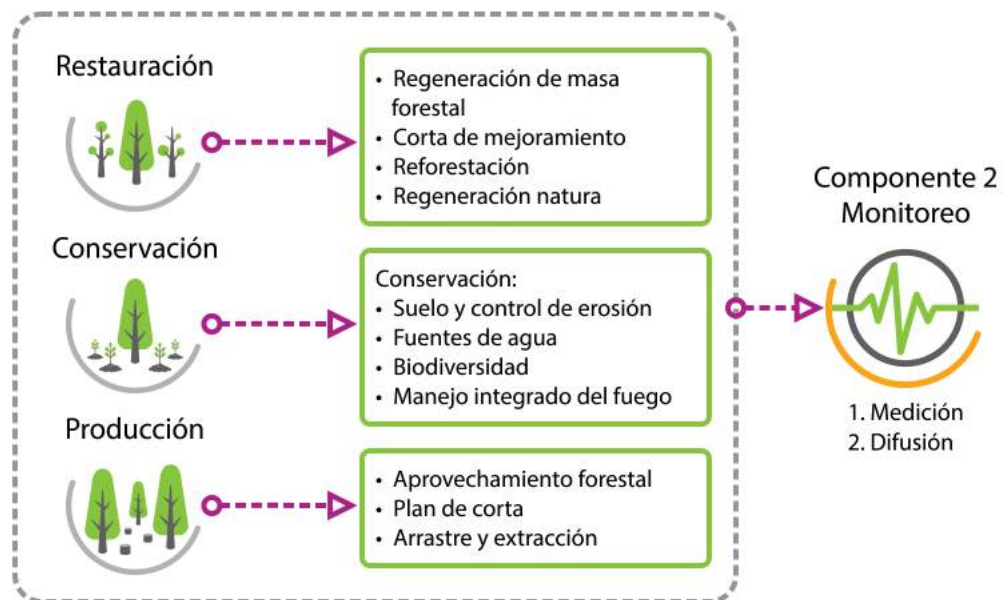 Restauración
• Regeneración de masa
forestal
• Corta de mejoramiento
• Reforestación
• Regeneración natura
Conservación
Conservación:
• Suelo y control de erosión
• Fuentes de agua
• Biodiversidad
• Manejo integrado del fuego
Producción
• Aprovechamiento forestal
• Plan de corta
• Arrastre y extracción
Componente 2
Monitoreo
1. Medición
2. Difusión